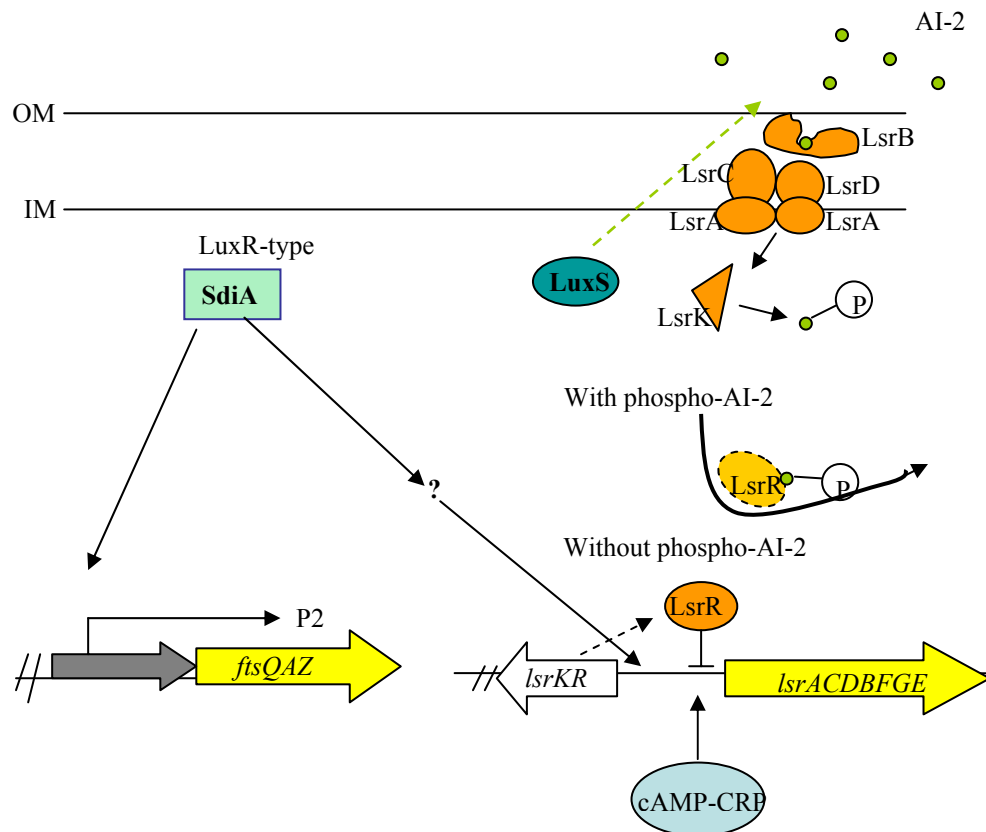 AI-2
OM
LsrB
LsrC
LsrD
IM
LsrA
LsrA
LuxR-type
SdiA
LuxS
LsrK
P
With phospho-AI-2
LsrR
P
?
Without phospho-AI-2
LsrR
P2
ftsQAZ
lsrKR
lsrACDBFGE
cAMP-CRP